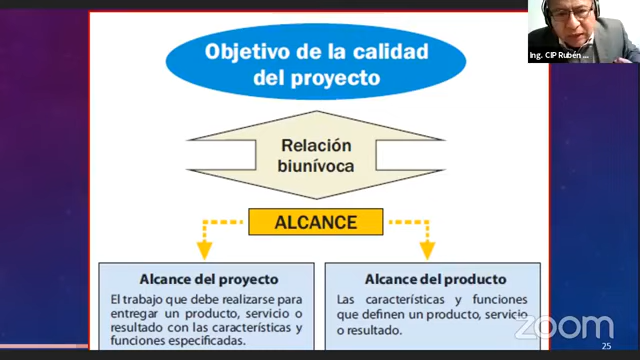 Objetivo de la calidad
del proyecto
Ing. CIP Rubén ...
Relación
biunívoca
ALCANCE
Alcance del proyecto
El trabajo que debe realizarse para
entregar un producto, servicio o
resultado con las características y
funciones especificadas.
Alcance del producto
Las características y funciones
que definen un producto, servicio
o resultado.
zoom
25